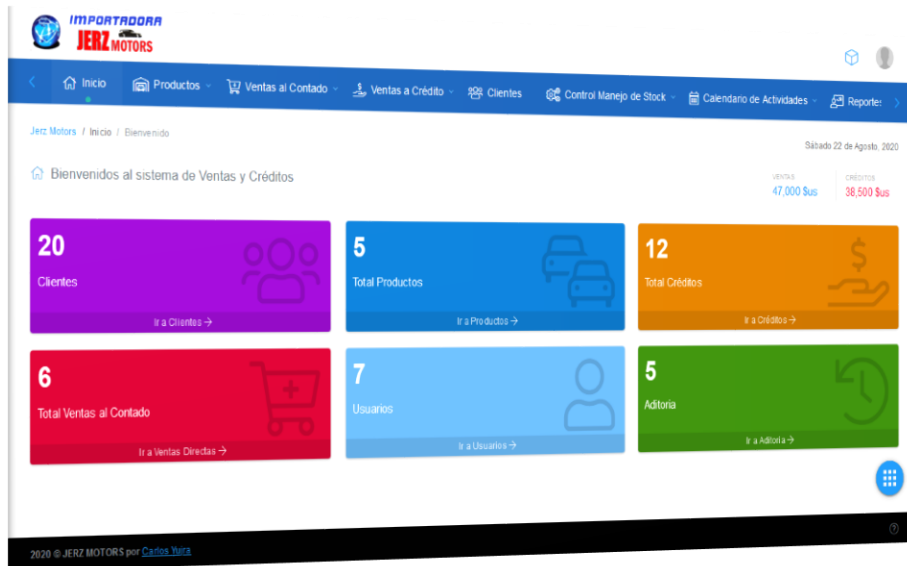 IMPORTADORA
JERZ MOTORS
Inicio Productos Ventas al Contado Ventas a Crédito Clientes Control Manejo de Stock Calendario de Actividades Reportes
Jerz Motors / Inicio / Bienvenido
Sábado 22 de Agosto, 2020
Bienvenidos al sistema de Ventas y Créditos
VENTAS
47,000 $us
CRÉDITOS
38,500 $us
20
Clientes
Ir a Clientes →
5
Total Productos
Ir a Productos →
12
Total Créditos
Ir a Créditos →
6
Total Ventas al Contado
Ir a Ventas Directas →
7
Usuarios
Ir a Usuarios →
5
Aditoria
Ir a Aditoria →
2020 © JERZ MOTORS por Carlos Yuira